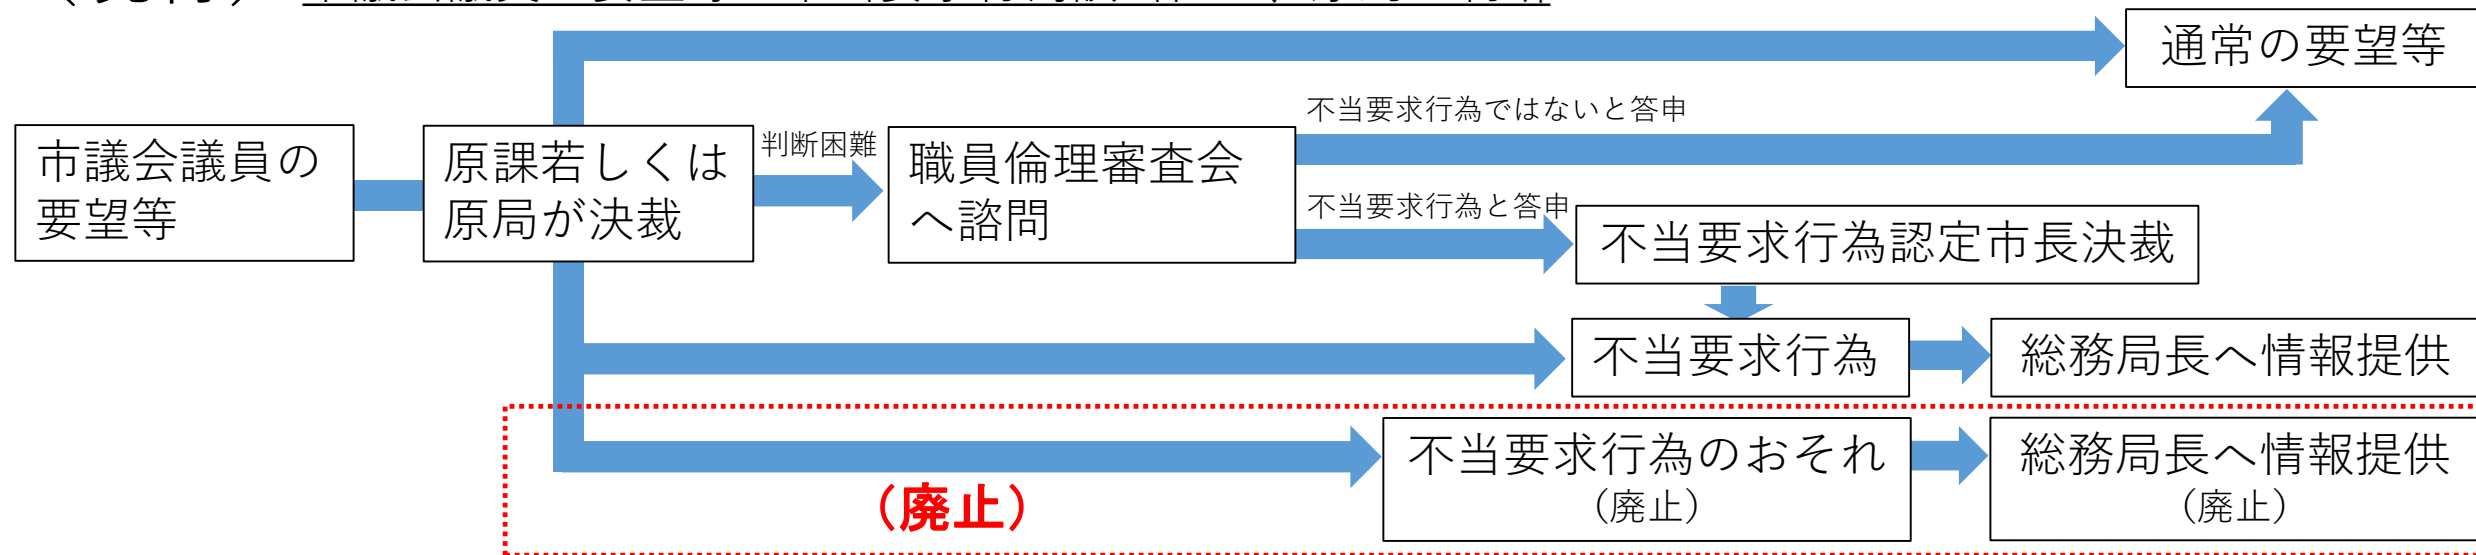 通常の要望等
不当要求行為ではないと答申
市議会議員の
要望等
原課若しくは
原局が決裁
判断困難
職員倫理審査会
へ諮問
不当要求行為と答申
不当要求行為認定市長決裁
不当要求行為
総務局長へ情報提供
不当要求行為のおそれ
(廃止)
総務局長へ情報提供
(廃止)
(廃止)